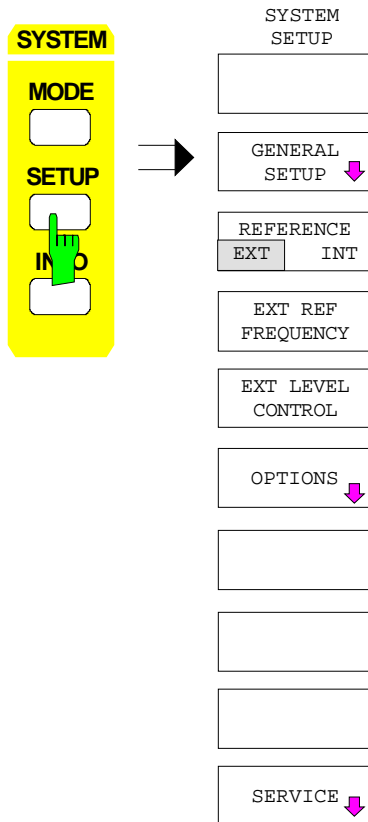 SYSTEM
MODE
SETUP
SYSTEM
SETUP
GENERAL
SETUP
REFERENCE
EXT INT
EXT REF
FREQUENCY
EXT LEVEL
CONTROL
OPTIONS
SERVICE